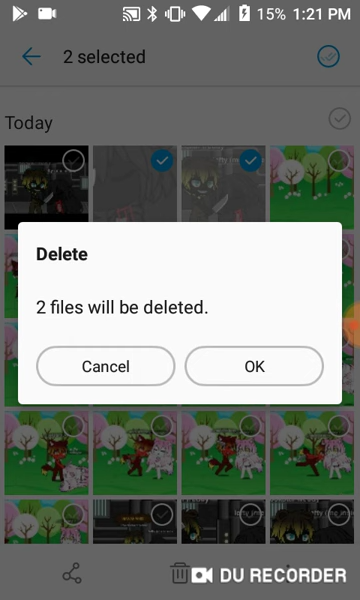 15% 1:21 PM
2 selected
Today
Delete
2 files will be deleted.
Cancel OK
DU RECORDER